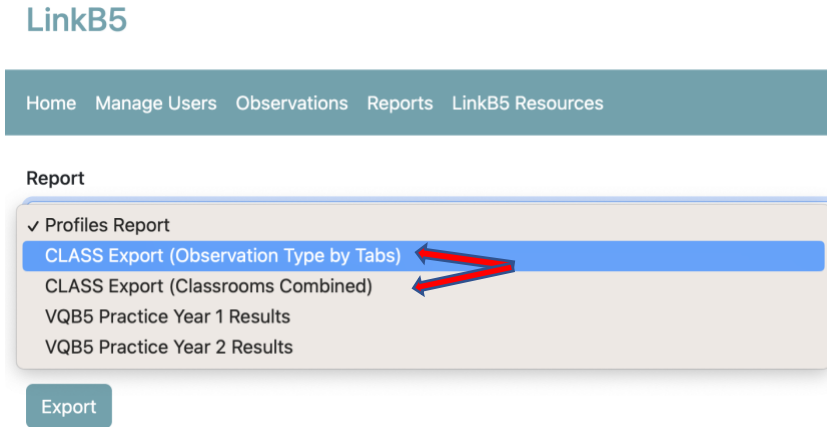 LinkB5
Home Manage Users Observations Reports LinkB5 Resources
Report
✓ Profiles Report
CLASS Export (Observation Type by Tabs)
CLASS Export (Classrooms Combined)
VQB5 Practice Year 1 Results
VQB5 Practice Year 2 Results
Export